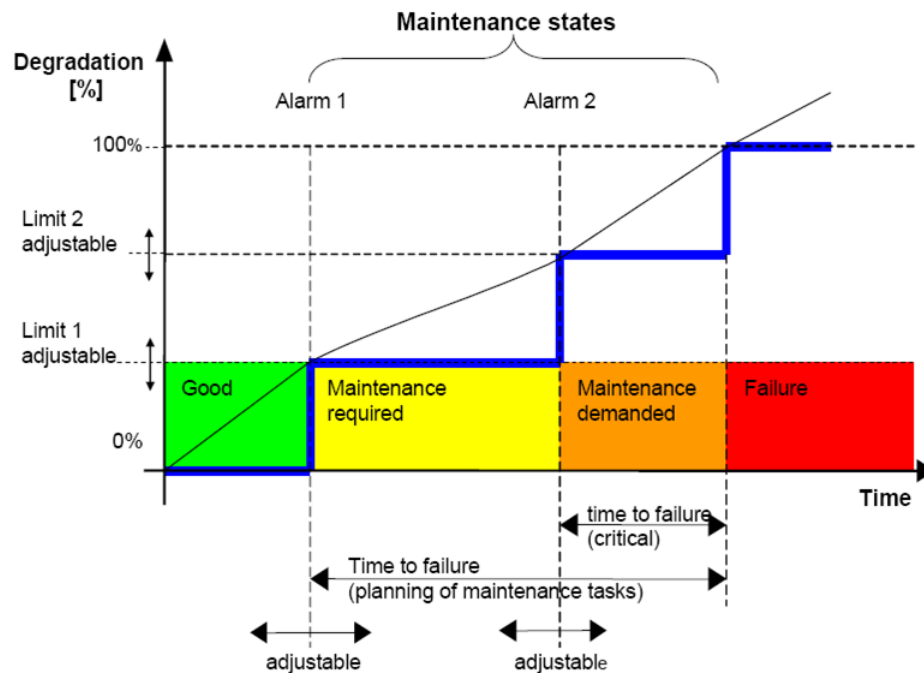 Maintenance states
Degradation
[%]
Alarm 1
Alarm 2
100%
Limit 2
adjustable
Limit 1
adjustable
Good
Maintenance
required
Maintenance
demanded
Failure
0%
Time
time to failure
(critical)
Time to failure
(planning of maintenance tasks)
adjustable
adjustable